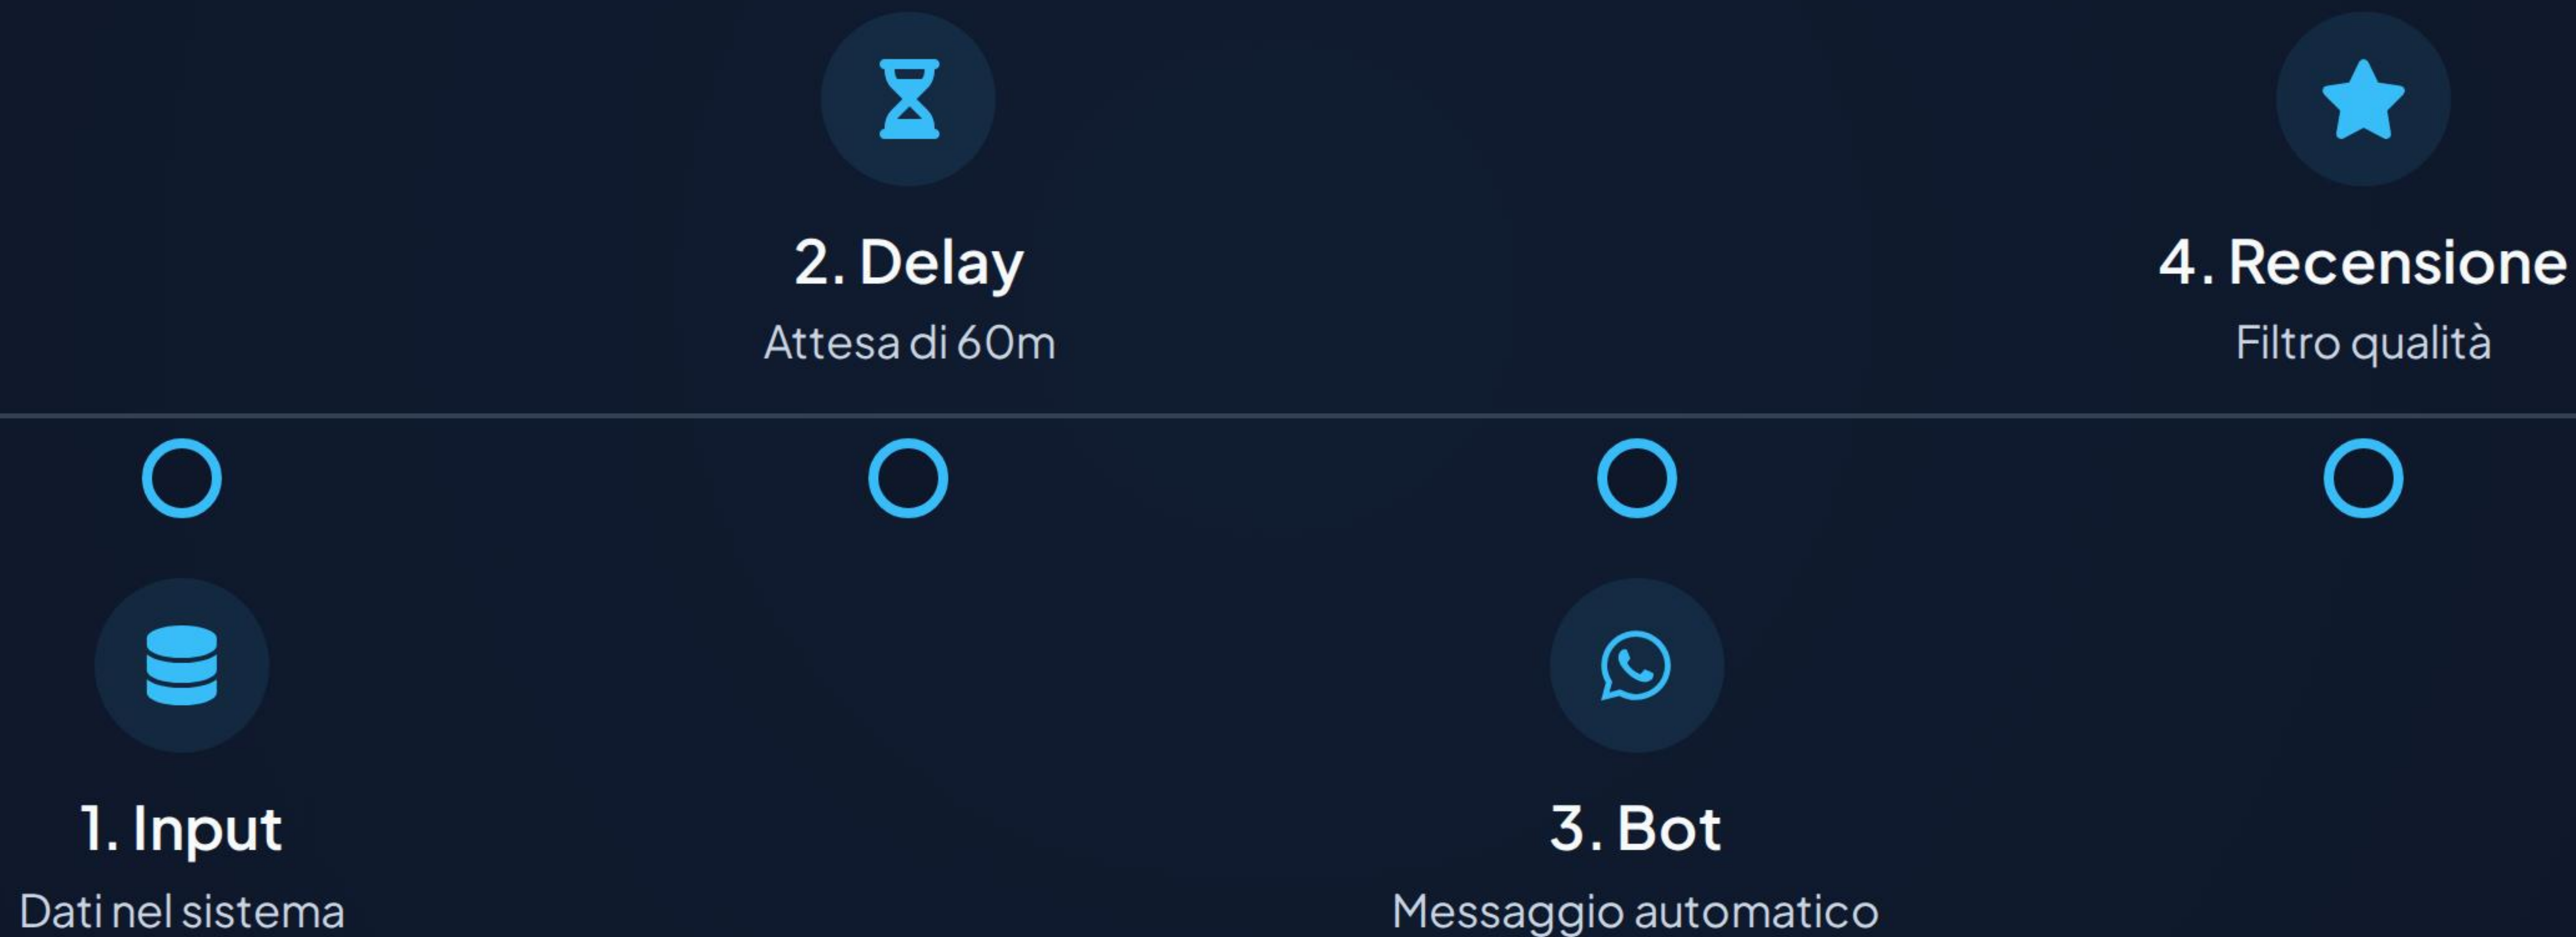 2. Delay
Attesa di 60m
4. Recensione
Filtro qualità
1. Input
Dati nel sistema
3. Bot
Messaggio automatico